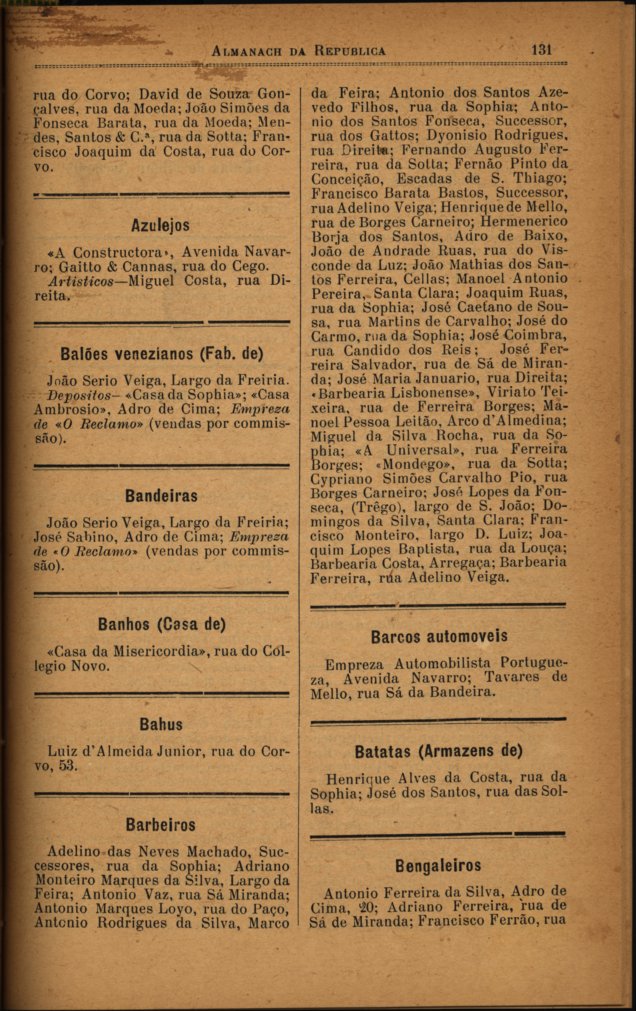 ALMANACH DA REPUBLICA 131
rua do Corvo; David de Souza Gon-
çalves, rua da Moeda; João Simões da
Fonseca Barata, rua da Moeda; Men-
des, Santos & C.ª, rua da Sotta; Fran-
cisco Joaquim da Costa, rua do Cor-
vo.
Azulejos
«A Constructora», Avenida Navar-
ro; Gaitto & Cannas, rua do Cego.
Artisticos—Miguel Costa, rua Di-
reita.
Balões venezianos (Fab. de)
João Serio Veiga, Largo da Freiria.
Depositos—«Casa da Sophia»; «Casa
Ambrosio», Adro de Cima; Empreza
de «O Reclamo» (vendas por commis-
são).
Bandeiras
João Serio Veiga, Largo da Freiria;
José Sabino, Adro de Cima; Empreza
de «O Reclamo» (vendas por commis-
são).
Banhos (Casa de)
«Casa da Misericordia», rua do Col-
legio Novo.
Bahus
Luiz d'Almeida Junior, rua do Cor-
vo, 53.
Barbeiros
Adelino das Neves Machado, Suc-
cessores, rua da Sophia; Adriano
Monteiro Marques da Silva, Largo da
Feira; Antonio Vaz, rua Sá Miranda;
Antonio Marques Loyo, rua do Paço,
Antonio Rodrigues da Silva, Marco
da Feira; Antonio dos Santos Aze-
vedo Filhos, rua da Sophia; Anto-
nio dos Santos Fonseca, Successor,
rua dos Gattos; Dyonisio Rodrigues,
rua Direita; Fernando Augusto Fer-
reira, rua da Sotta; Fernão Pinto da
Conceição, Escadas de S. Thiago;
Francisco Barata Bastos, Successor,
rua Adelino Veiga; Henrique de Mello,
rua de Borges Carneiro; Hermenerico
Borja dos Santos, Adro de Baixo,
João de Andrade Ruas, rua do Vis-
conde da Luz; João Mathias dos San-
tos Ferreira, Cellas; Manoel Antonio
Pereira, Santa Clara; Joaquim Ruas,
rua da Sophia; José Caetano de Sou-
sa, rua Martins de Carvalho; José do
Carmo, rua da Sophia; José Coimbra,
rua Candido dos Reis; José Fer-
reira Salvador, rua de Sá de Miran-
da; José Maria Januario, rua Direita;
«Barbearia Lisbonense», Viriato Tei-
xeira, rua de Ferreira Borges; Ma-
noel Pessoa Leitão, Arco d'Almedina;
Miguel da Silva Rocha, rua da So-
phia; «A Universal», rua Ferreira
Borges; «Mondego», rua da Sotta;
Cypriano Simões Carvalho Pio, rua
Borges Carneiro; José Lopes da Fon-
seca, (Trêgo), largo de S. João; Do-
mingos da Silva, Santa Clara; Fran-
cisco Monteiro, largo D. Luiz; Joa-
quim Lopes Baptista, rua da Louça;
Barbearia Costa, Arregaça; Barbearia
Ferreira, rua Adelino Veiga.
Barcos automoveis
Empreza Automobilista Portugue-
za, Avenida Navarro; Tavares de
Mello, rua Sá da Bandeira.
Batatas (Armazens de)
Henrique Alves da Costa, rua da
Sophia; José dos Santos, rua das Sol-
las.
Bengaleiros
Antonio Ferreira da Silva, Adro de
Cima, 20; Adriano Ferreira, rua de
Sá de Miranda; Francisco Ferrão, rua